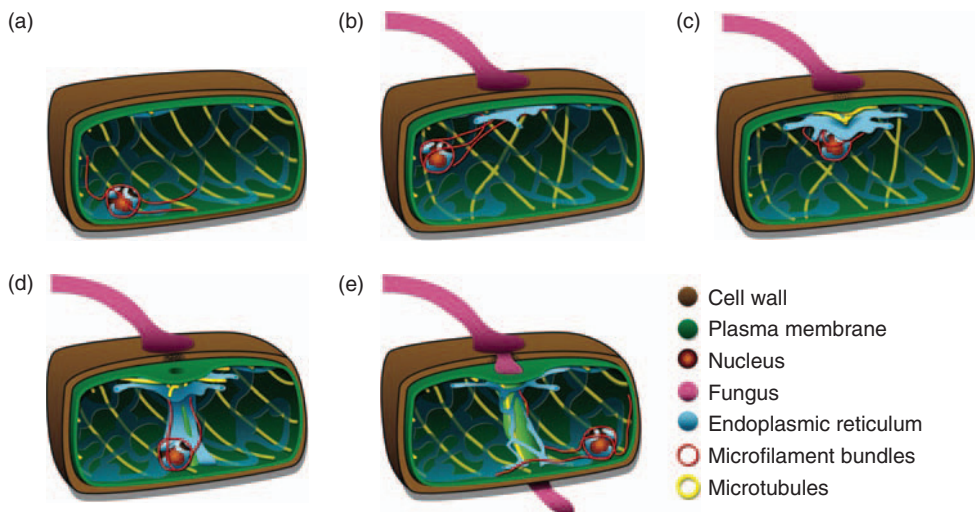 (a)
(b)
(c)
(d)
(e)
Cell wall
Plasma membrane
Nucleus
Fungus
Endoplasmic reticulum
Microfilament bundles
Microtubules